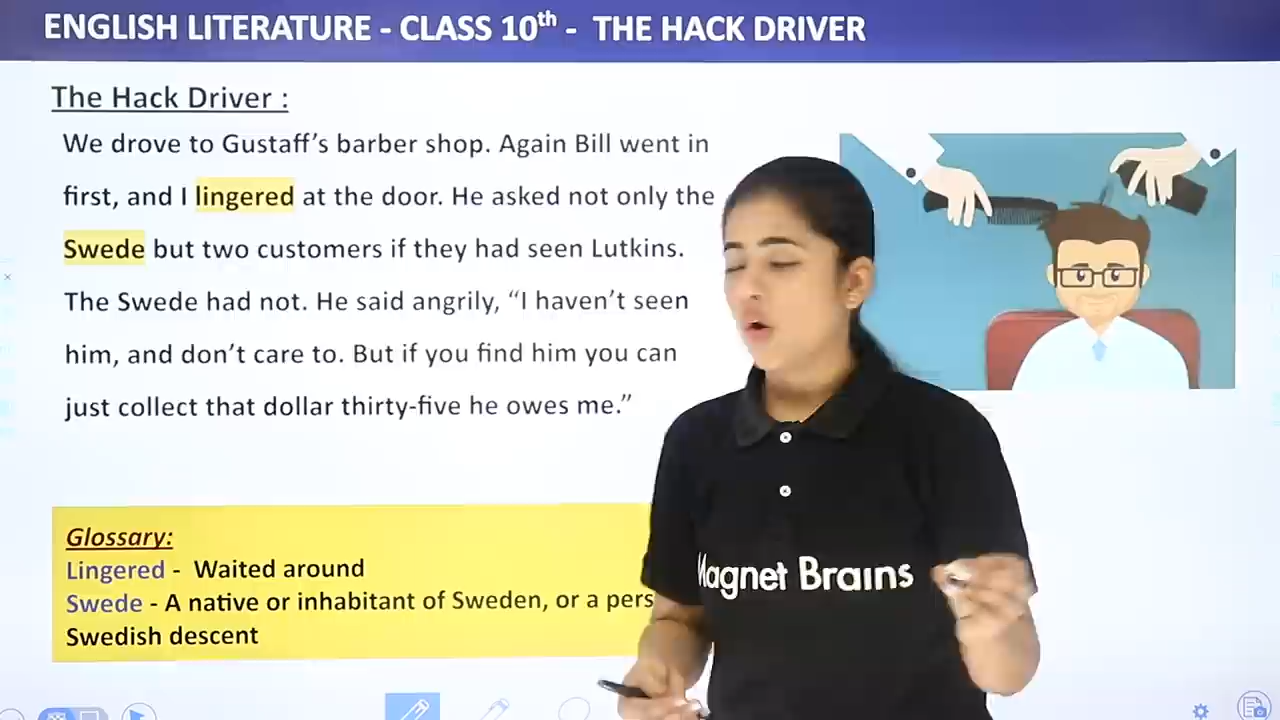 ENGLISH LITERATURE - CLASS 10th - THE HACK DRIVER
The Hack Driver :
We drove to Gustaff’s barber shop. Again Bill went in
first, and I lingered at the door. He asked not only the
Swede but two customers if they had seen Lutkins.
The Swede had not. He said angrily, “I haven’t seen
him, and don’t care to. But if you find him you can
just collect that dollar thirty-five he owes me.”
Glossary:
Lingered - Waited around
Swede - A native or inhabitant of Sweden, or a
Swedish descent
Magnet Brains